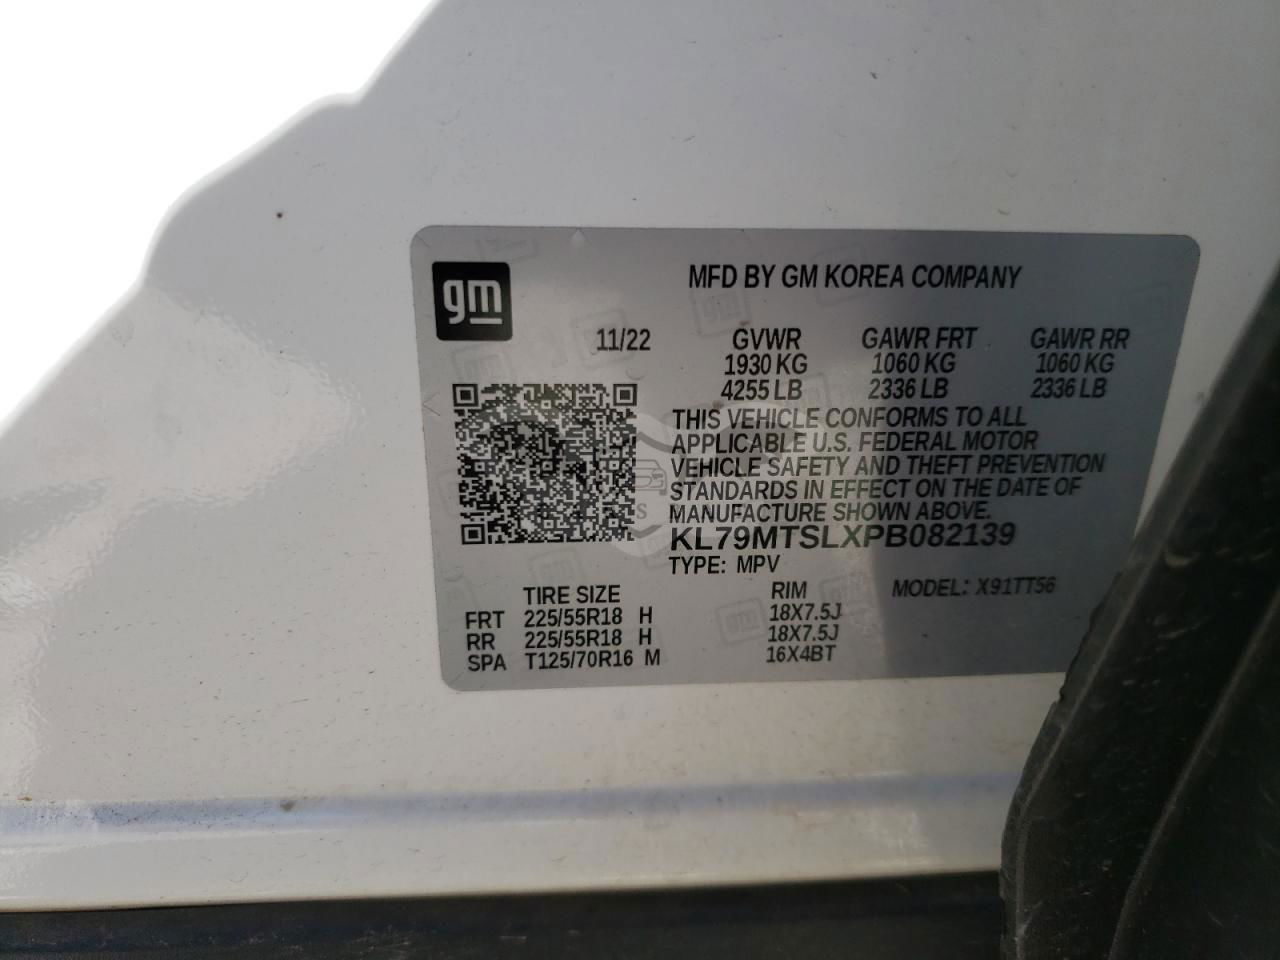 gm
MFD BY GM KOREA COMPANY
11/22 GVWR GAWR FRT GAWR RR
1930 KG 1060 KG 1060 KG
4255 LB 2336 LB 2336 LB
THIS VEHICLE CONFORMS TO ALL
APPLICABLE U.S. FEDERAL MOTOR
VEHICLE SAFETY AND THEFT PREVENTION
STANDARDS IN EFFECT ON THE DATE OF
MANUFACTURE SHOWN ABOVE.
KL79MTSLXPB082139
TYPE: MPV
TIRE SIZE RIM MODEL: X91TT56
FRT 225/55R18 H 18X7.5J
RR 225/55R18 H 18X7.5J
SPA T125/70R16 M 16X4BT